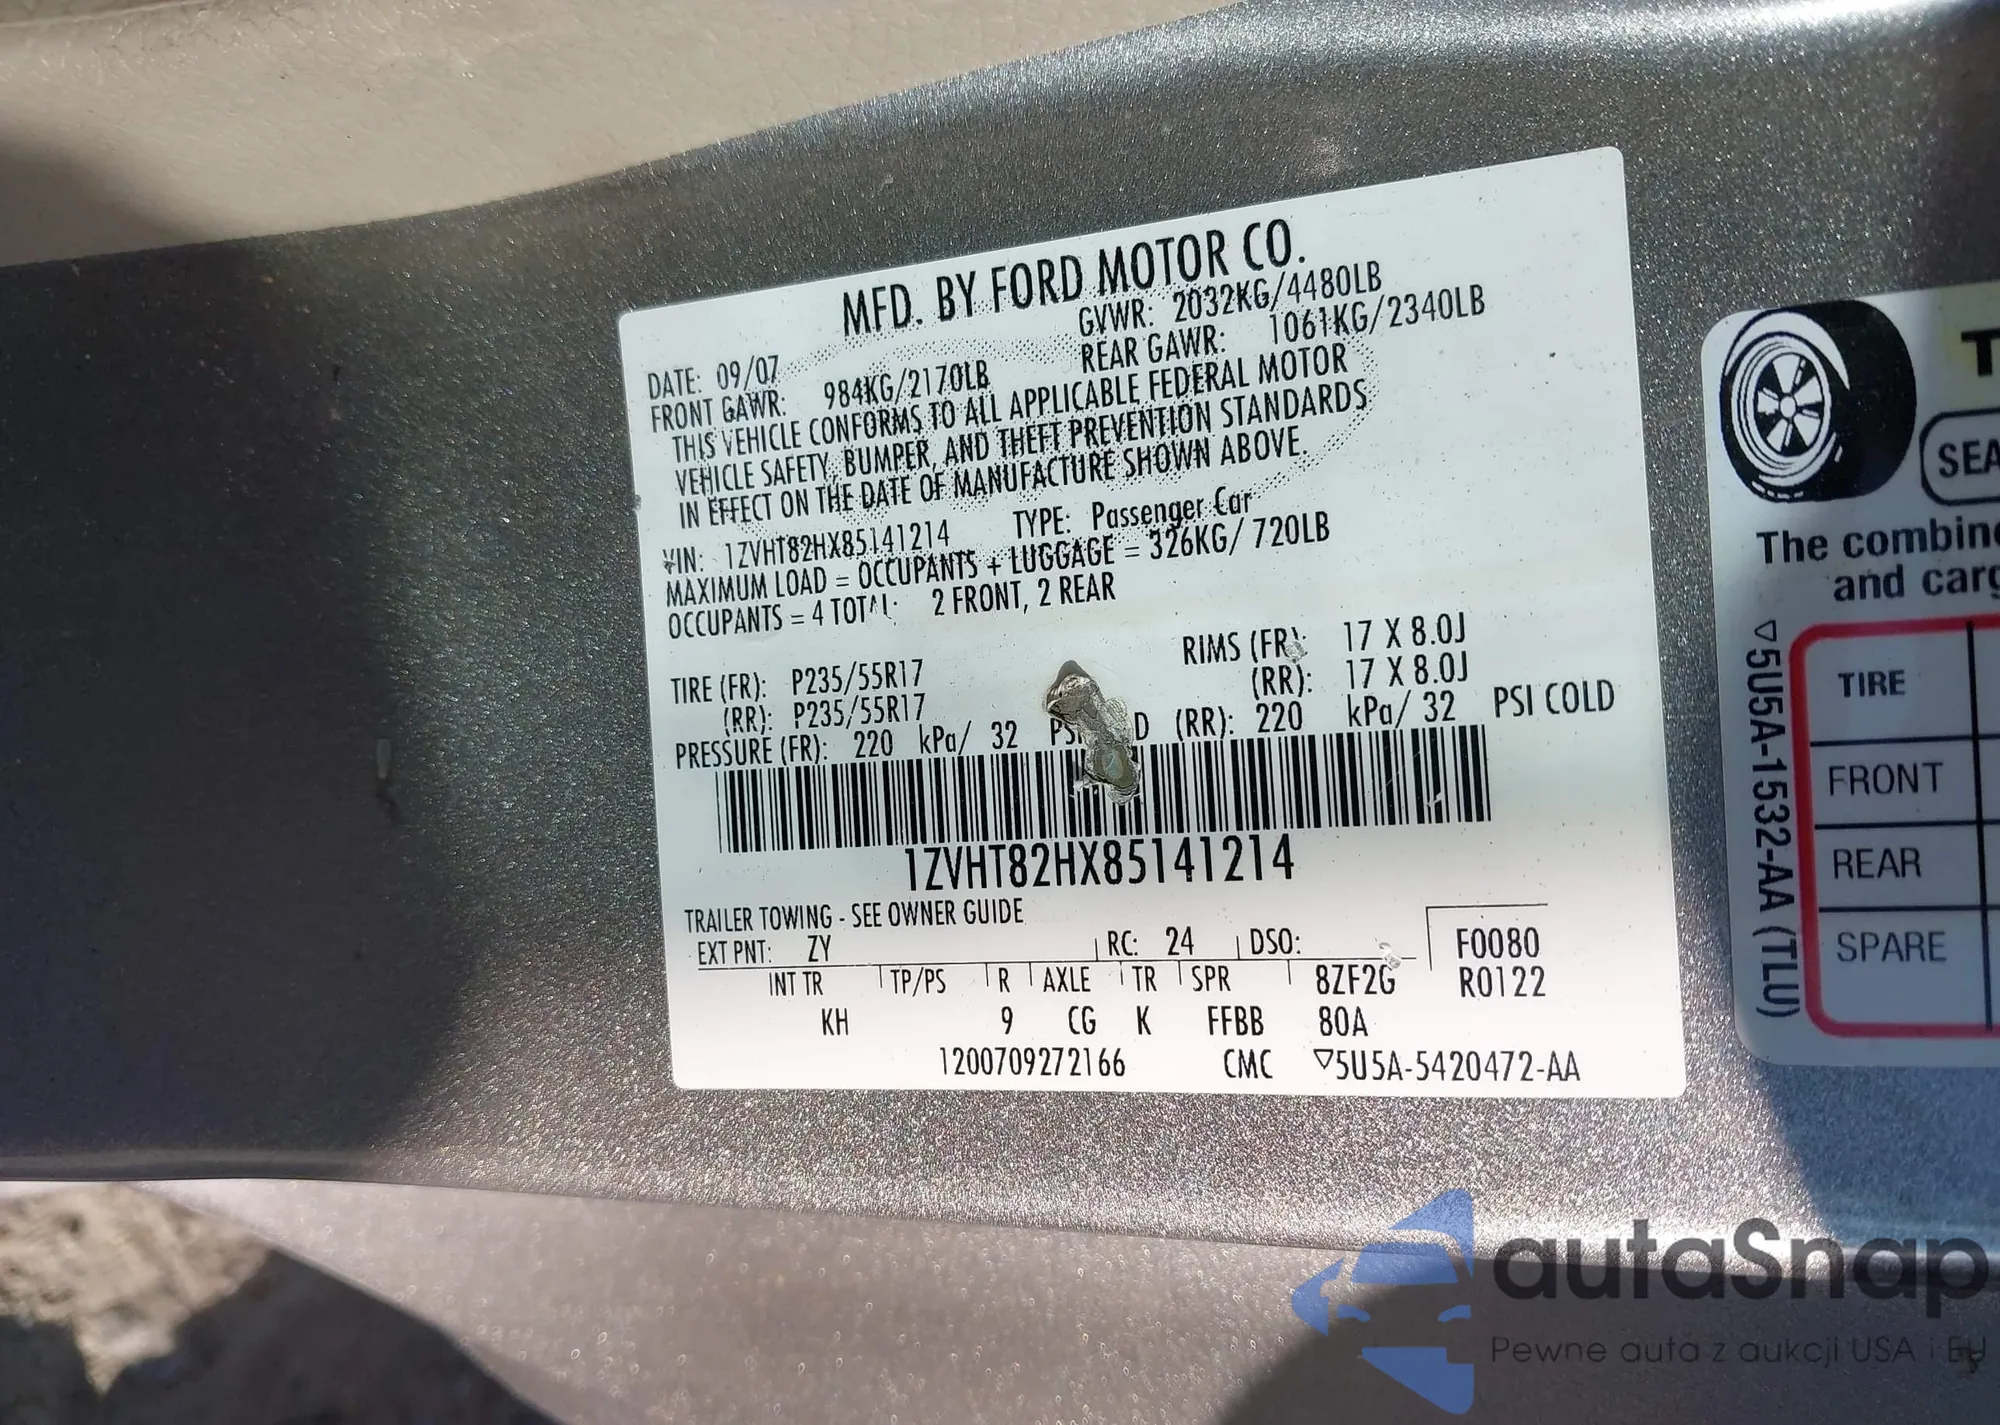 MFD. BY FORD MOTOR CO.
DATE: 09/07 GVWR: 2032KG/4480LB
FRONT GAWR: 984KG/2170LB REAR GAWR: 1061KG/2340LB
THIS VEHICLE CONFORMS TO ALL APPLICABLE FEDERAL MOTOR
VEHICLE SAFETY, BUMPER, AND THEFT PREVENTION STANDARDS
IN EFFECT ON THE DATE OF MANUFACTURE SHOWN ABOVE.
VIN: 1ZVHT82HX85141214 TYPE: Passenger Car
MAXIMUM LOAD = OCCUPANTS + LUGGAGE = 326KG/ 720LB
OCCUPANTS = 4 TOTAL: 2 FRONT, 2 REAR
TIRE (FR): P235/55R17 RIMS (FR): 17 X 8.0J
(RR): P235/55R17 (RR): 17 X 8.0J
PRESSURE (FR): 220 kPa/ 32 (RR): 220 kPa/ 32 PSI COLD
1ZVHT82HX85141214
TRAILER TOWING - SEE OWNER GUIDE
EXT PNT: ZY RC: 24 DSO: F0080
INT TR TP/PS R AXLE TR SPR 8ZF2G R0122
KH 9 CG K FFBB 80A
1200709272166 CMC ▽5U5A-5420472-AA
The
and
TIRE
FRONT
REAR
SPARE
▽5U5A-1532-AA (TLU)
autaSnap
Pewne auta z aukcji USA i EU